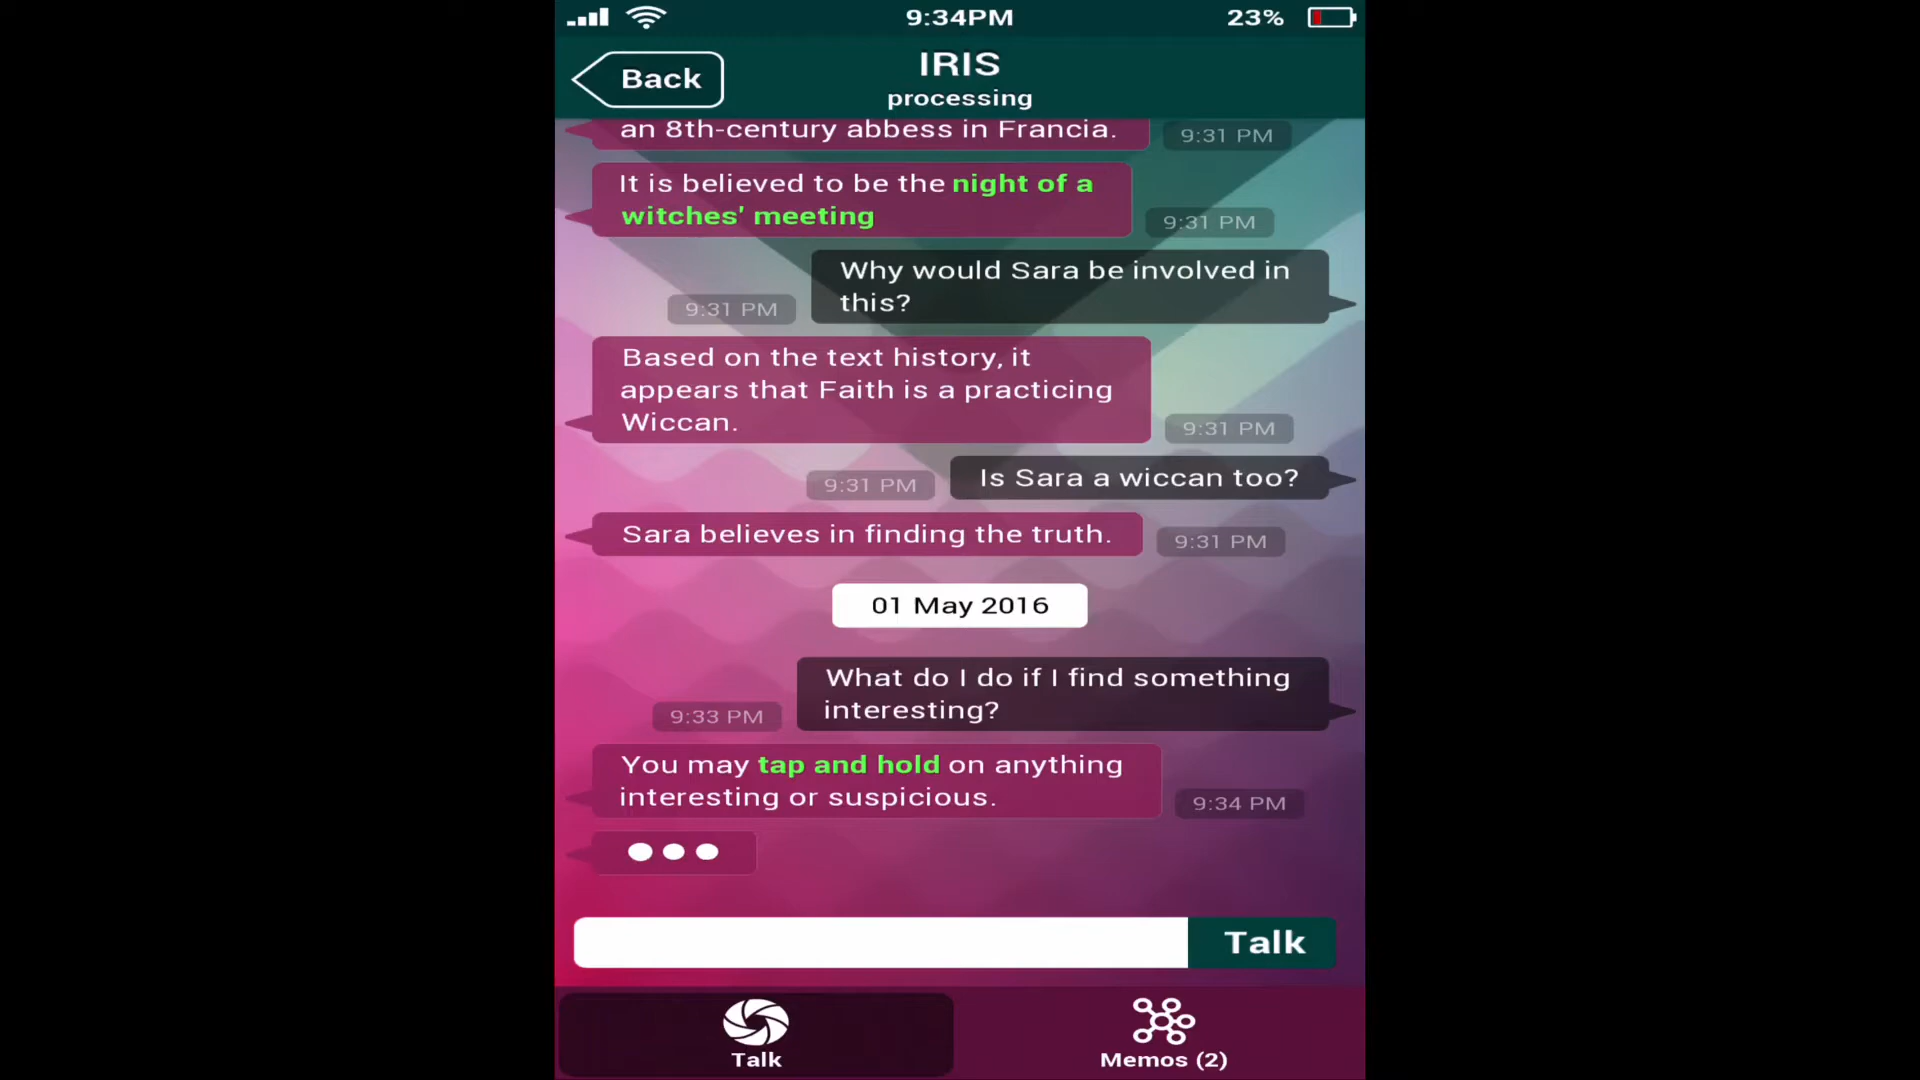 9:34PM
23%
Back
IRIS
processing
an 8th-century abbess in Francia.
9:31 PM
It is believed to be the night of a
witches' meeting
9:31 PM
Why would Sara be involved in
this?
9:31 PM
Based on the text history, it
appears that Faith is a practicing
Wiccan.
9:31 PM
Is Sara a wiccan too?
9:31 PM
Sara believes in finding the truth.
9:31 PM
01 May 2016
What do I do if I find something
interesting?
9:33 PM
You may tap and hold on anything
interesting or suspicious.
9:34 PM
Talk
Talk
Memos (2)